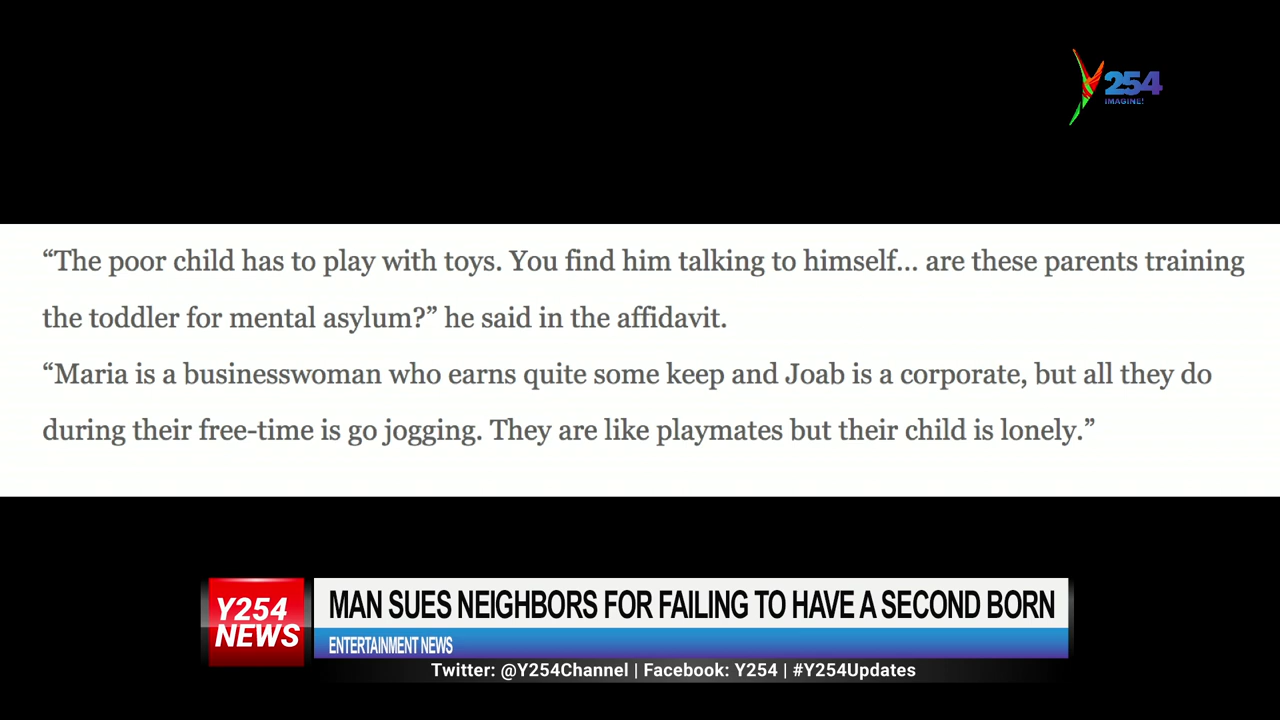 254
IMAGINE!
“The poor child has to play with toys. You find him talking to himself... are these parents training
the toddler for mental asylum?” he said in the affidavit.
“Maria is a businesswoman who earns quite some keep and Joab is a corporate, but all they do
during their free-time is go jogging. They are like playmates but their child is lonely.”
Y254
NEWS
MAN SUES NEIGHBORS FOR FAILING TO HAVE A SECOND BORN
ENTERTAINMENT NEWS
Twitter: @Y254Channel | Facebook: Y254 | #Y254Updates